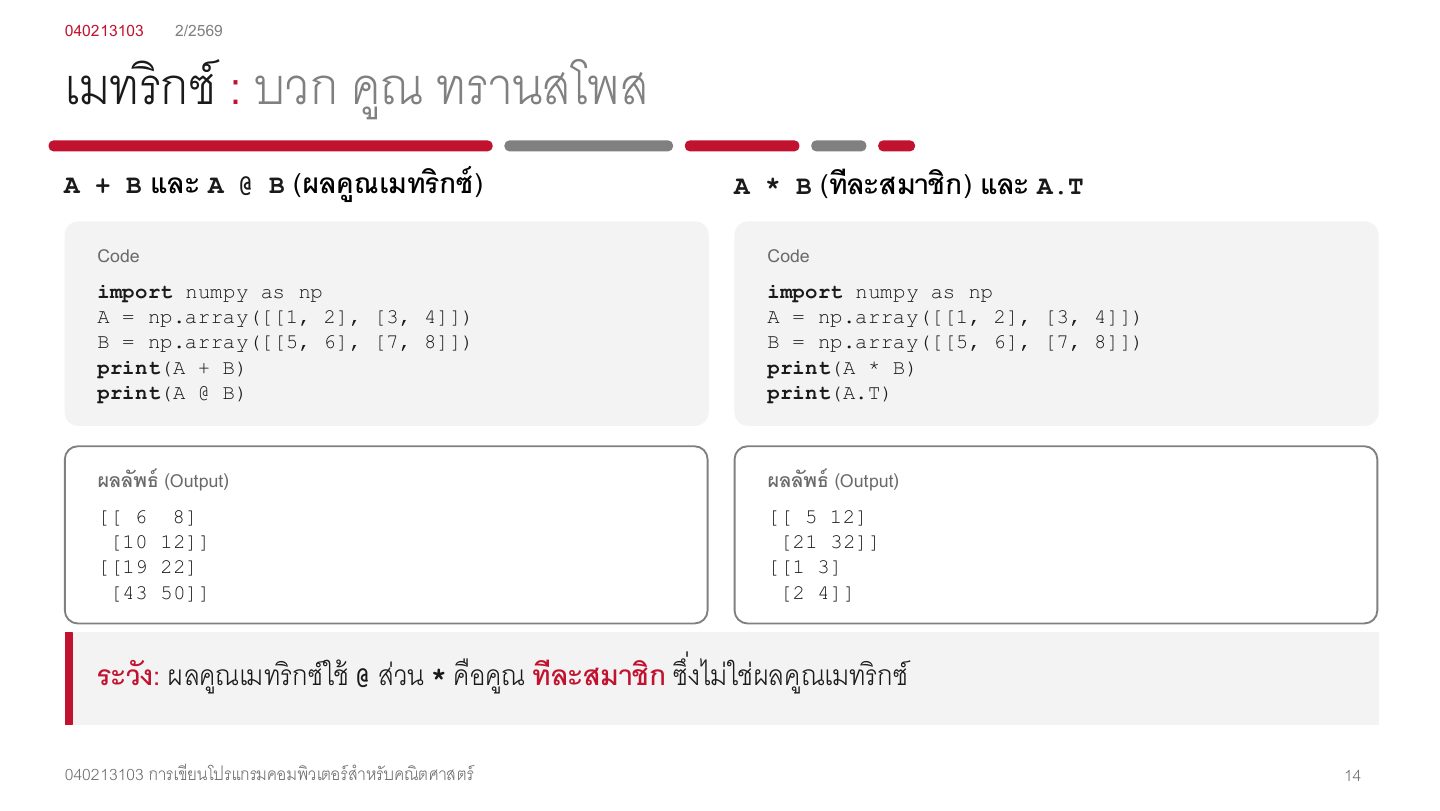 040213103 2/2569
เมทริกซ์ : บวก คูณ ทรานสโพส
A + B และ A @ B (ผลคูณเมทริกซ์)
Code
import numpy as np
A = np.array([[1, 2], [3, 4]])
B = np.array([[5, 6], [7, 8]])
print(A + B)
print(A @ B)
ผลลัพธ์ (Output)
[[ 6  8]
 [10 12]]
[[19 22]
 [43 50]]
A * B (ทีละสมาชิก) และ A.T
Code
import numpy as np
A = np.array([[1, 2], [3, 4]])
B = np.array([[5, 6], [7, 8]])
print(A * B)
print(A.T)
ผลลัพธ์ (Output)
[[ 5 12]
 [21 32]]
[[1 3]
 [2 4]]
ระวัง: ผลคูณเมทริกซ์ใช้ @ ส่วน * คือคูณ ทีละสมาชิก ซึ่งไม่ใช่ผลคูณเมทริกซ์
040213103 การเขียนโปรแกรมคอมพิวเตอร์สำหรับคณิตศาสตร์ 14